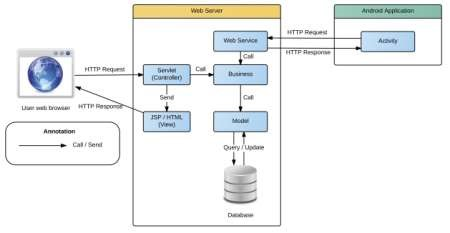 Web Server
Android Application
HTTP Request
Web Service
Activity
HTTP Response
Call
HTTP Request
Servlet
(Controller)
Call
Business
Send
Call
User web browser
HTTP Response
JSP / HTML
(View)
Model
Annotation
Call / Send
Query / Update
Database